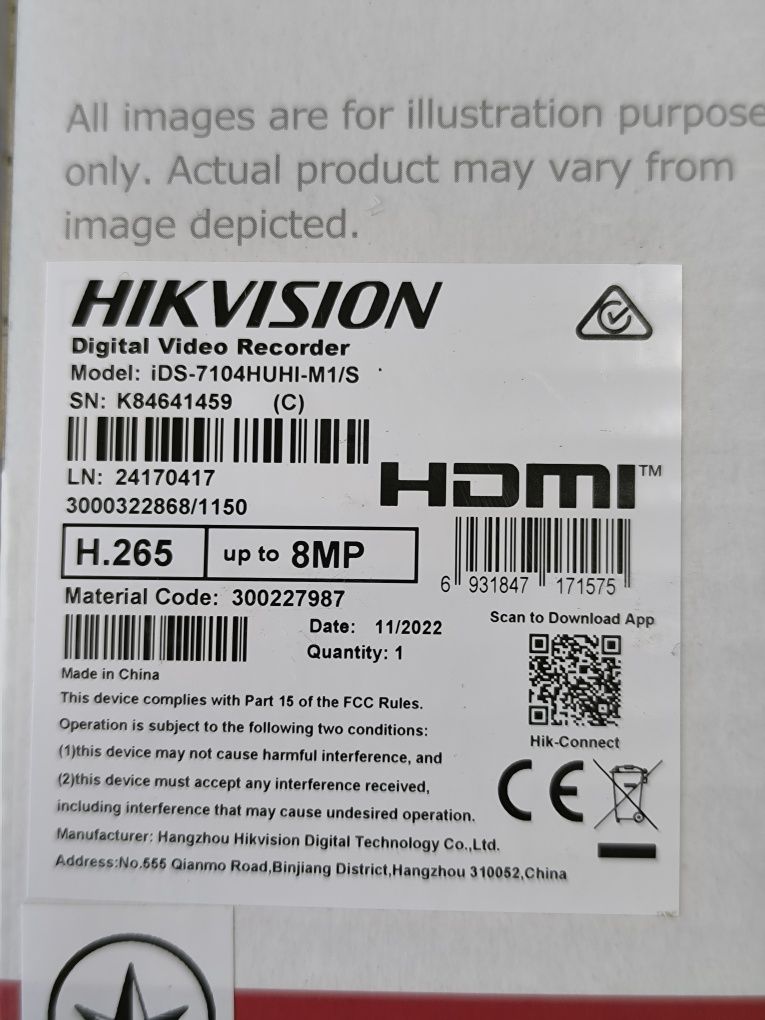 All images are for illustration purpose
only. Actual product may vary from
image depicted.
HIKVISION
Digital Video Recorder
Model: iDS-7104HUHI-M1/S
SN: K84641459 (C)
LN: 24170417
3000322868/1150
HDMI™
H.265 up to 8MP
6 931847 171575
Material Code: 300227987
Date: 11/2022
Quantity: 1
Scan to Download App
Hik-Connect
Made in China
This device complies with Part 15 of the FCC Rules.
Operation is subject to the following two conditions:
(1)this device may not cause harmful interference, and
(2)this device must accept any interference received,
including interference that may cause undesired operation.
CE
Manufacturer: Hangzhou Hikvision Digital Technology Co.,Ltd.
Address:No.555 Qianmo Road,Binjiang District,Hangzhou 310052,China